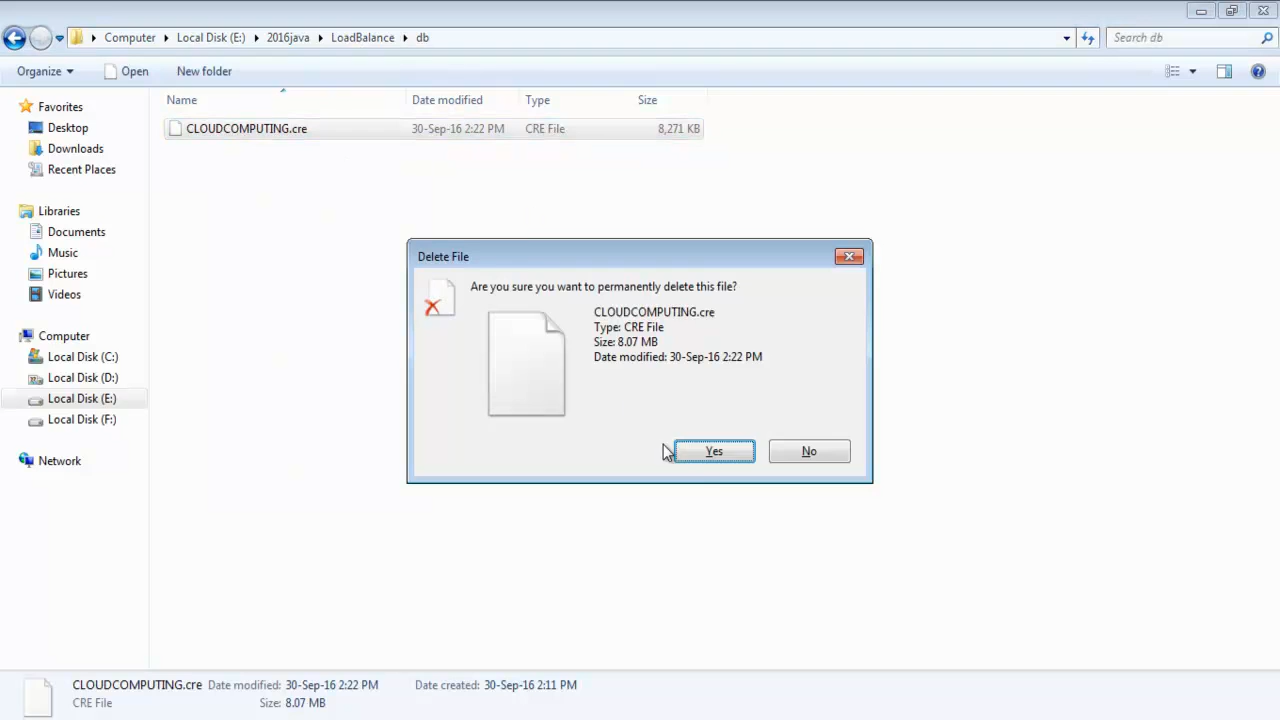 Computer Local Disk (E:) 2016java LoadBalance db Search db
Organize Open New folder
Name Date modified Type Size
CLOUDCOMPUTING.cre 30-Sep-16 2:22 PM CRE File 8,271 KB
Favorites
Desktop
Downloads
Recent Places
Libraries
Documents
Music
Pictures
Videos
Computer
Local Disk (C:)
Local Disk (D:)
Local Disk (E:)
Local Disk (F:)
Network
Delete File
Are you sure you want to permanently delete this file?
CLOUDCOMPUTING.cre
Type: CRE File
Size: 8.07 MB
Date modified: 30-Sep-16 2:22 PM
Yes No
CLOUDCOMPUTING.cre Date modified: 30-Sep-16 2:22 PM Date created: 30-Sep-16 2:11 PM
CRE File Size: 8.07 MB